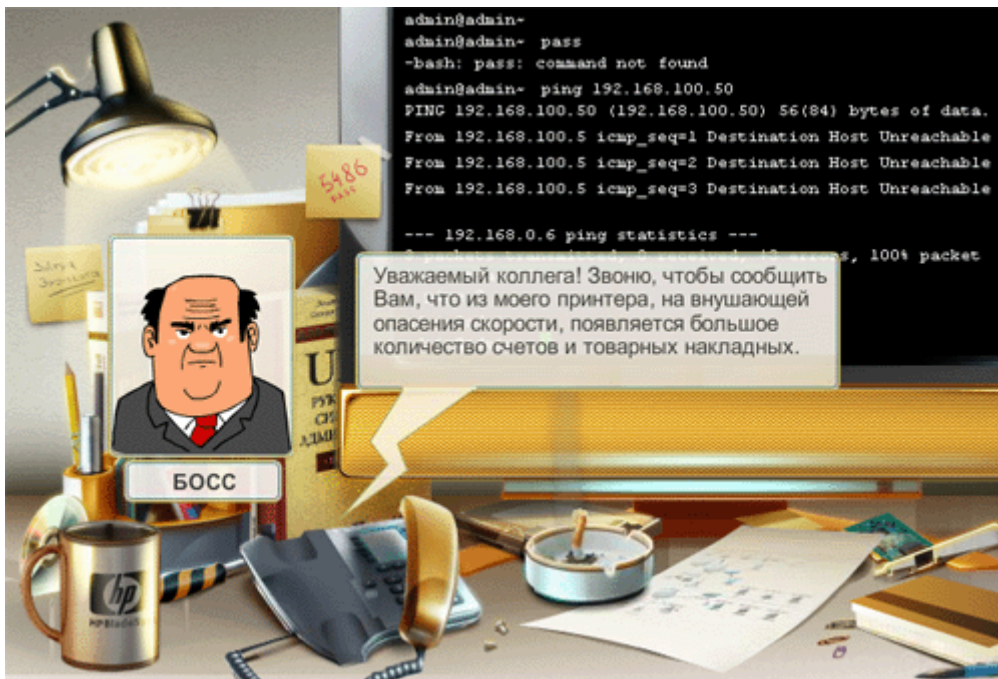 admin@admin~
admin@admin~ pass
-bash: pass: command not found
admin@admin~ ping 192.168.100.50
PING 192.168.100.50 (192.168.100.50) 56(84) bytes of data.
From 192.168.100.5 icmp_seq=1 Destination Host Unreachable
From 192.168.100.5 icmp_seq=2 Destination Host Unreachable
From 192.168.100.5 icmp_seq=3 Destination Host Unreachable
--- 192.168.0.6 ping statistics ---
100% packet
5486
PASS
Уважаемый коллега! Звоню, чтобы сообщить
Вам, что из моего принтера, на внушающей
опасения скорости, появляется большое
количество счетов и товарных накладных.
U
БОСС
hp